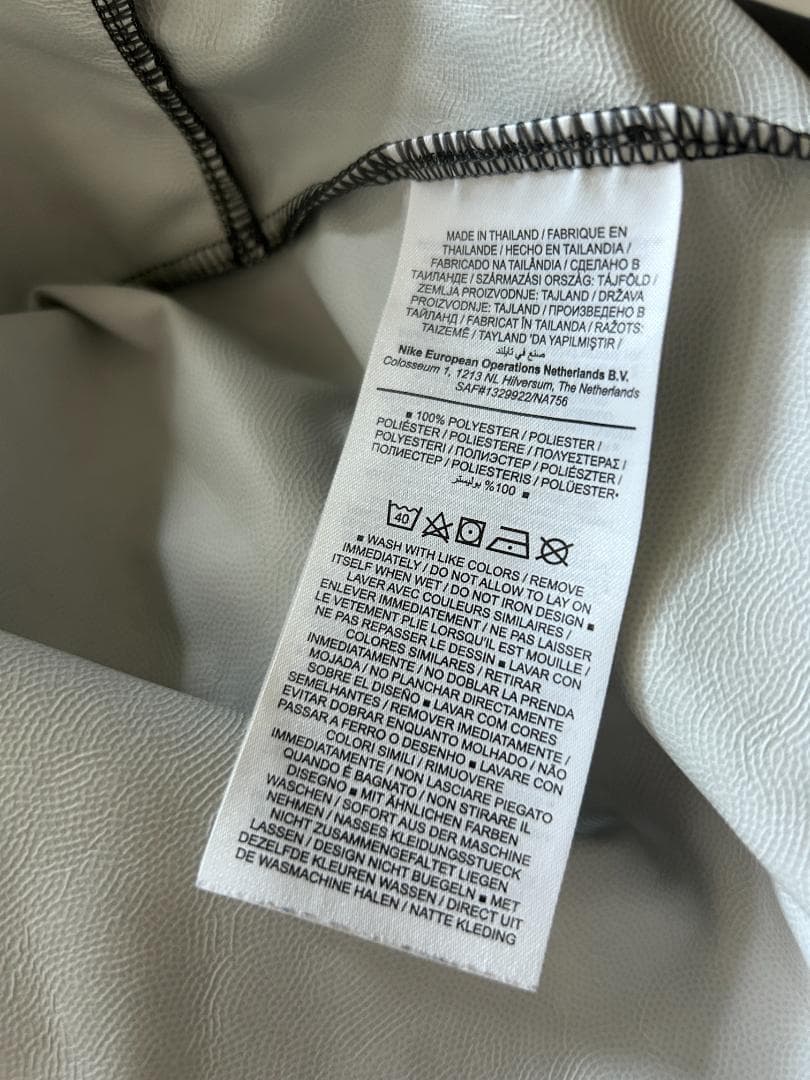 MADE IN THAILAND / FABRIQUE EN
THAILANDE / HECHO EN TAILANDIA /
FABRICADO NA TAILÂNDIA / СДЕЛАНО В
ТАИЛАНДЕ / SZÁRMAZÁSI ORSZÁG: TÁJFÖLD /
ZEMLJA PROIZVODNJE: TAJLAND / DRŽAVA
PROIZVODNJE: TAJLAND / ПРОИЗВЕДЕНО В
ТАЙЛАНД / FABRICAT ÎN TAILANDA / RAŽOTS:
TAIZEMĒ / TAYLAND 'DA YAPILMIŞTIR /
صنع في تايلند
Nike European Operations Netherlands B.V.
Colosseum 1, 1213 NL Hilversum, The Netherlands
SAF#1329922/NA756
■ 100% POLYESTER / POLIESTER /
POLIÉSTER / POLIESTERE / ΠΟΛΥΕΣΤΕΡΑΣ /
POLYESTERI / ПОЛИЭСТЕР / POLIÉSZTER /
ПОЛИЕСТЕР / POLIESTERIS / POLÜESTER▪
100% بوليستر ■
40
■ WASH WITH LIKE COLORS / REMOVE
IMMEDIATELY / DO NOT ALLOW TO LAY ON
ITSELF WHEN WET / DO NOT IRON DESIGN ■
LAVER AVEC COULEURS SIMILAIRES /
ENLEVER IMMEDIATEMENT / NE PAS LAISSER
LE VETEMENT PLIE LORSQU'IL EST MOUILLE /
NE PAS REPASSER LE DESSIN ■ LAVAR CON
COLORES SIMILARES / RETIRAR
INMEDIATAMENTE / NO DOBLAR LA PRENDA
MOJADA / NO PLANCHAR DIRECTAMENTE
SOBRE EL DISEÑO ■ LAVAR COM CORES
SEMELHANTES / REMOVER IMEDIATAMENTE /
EVITAR DOBRAR ENQUANTO MOLHADO / NÃO
PASSAR A FERRO O DESENHO ■ LAVARE CON
COLORI SIMILI / RIMUOVERE
IMMEDIATAMENTE / NON LASCIARE PIEGATO
QUANDO É BAGNATO / NON STIRARE IL
DISEGNO ■ MIT ÄHNLICHEN FARBEN
WASCHEN / SOFORT AUS DER MASCHINE
NEHMEN / NASSES KLEIDUNGSSTUECK
NICHT ZUSAMMENGEFALTET LIEGEN
LASSEN / DESIGN NICHT BUEGELN ■ MET
DEZELFDE KLEUREN WASSEN / DIRECT UIT
DE WASMACHINE HALEN / NATTE KLEDING